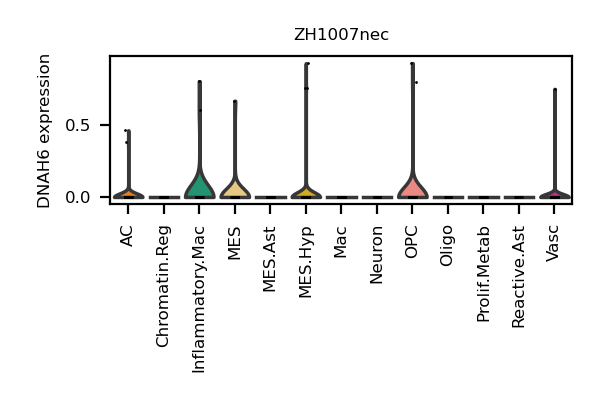 ZH1007nec
DNAH6 expression
0.5
0.0
AC
Chromatin.Reg
Inflammatory.Mac
MES
MES.Ast
MES.Hyp
Mac
Neuron
OPC
Oligo
Prolif.Metab
Reactive.Ast
Vasc